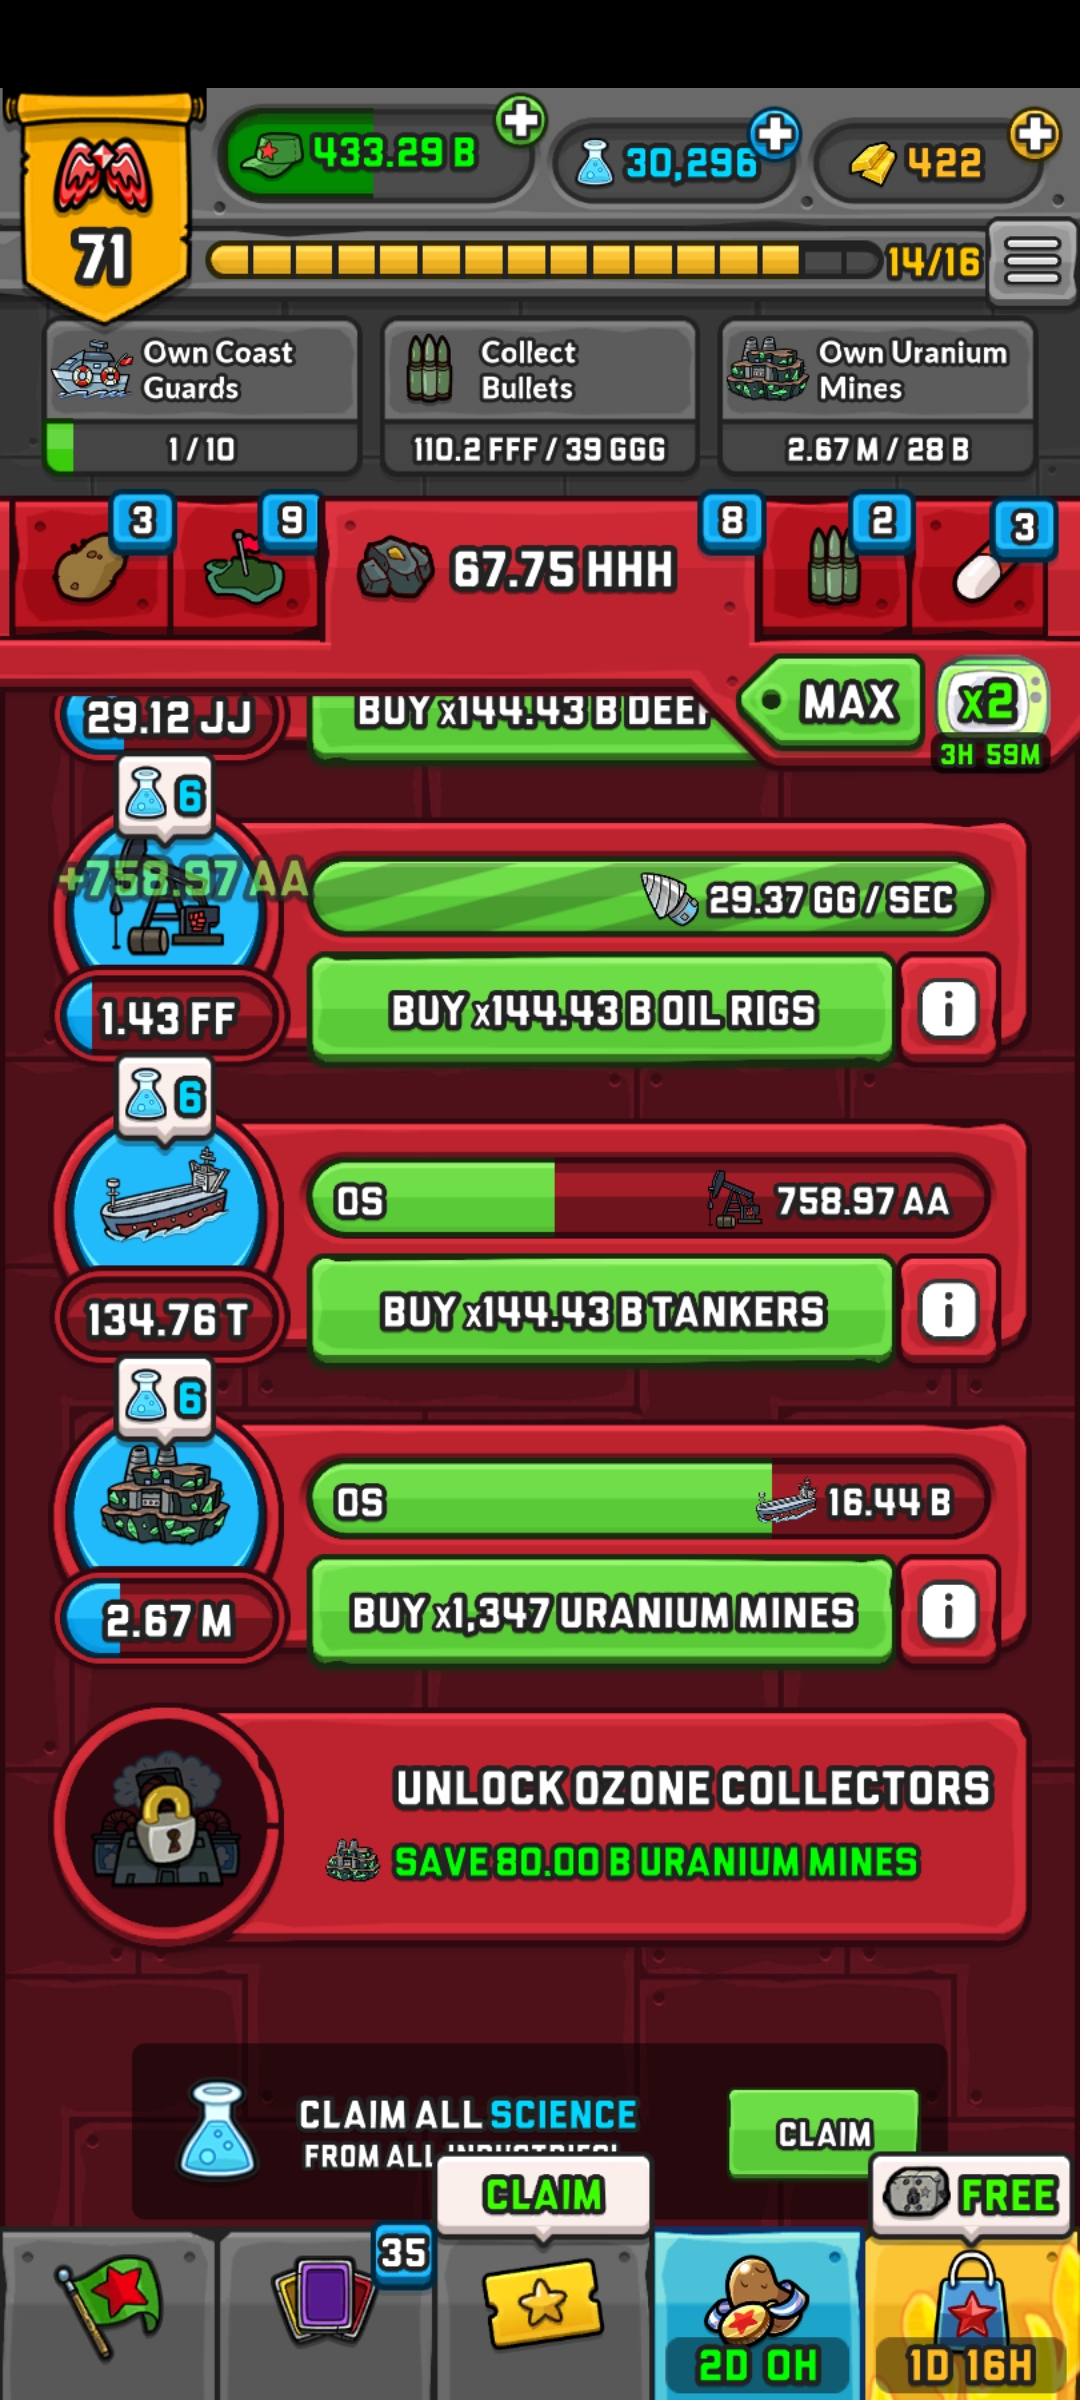 433.29 B
30,296
422
71
14/16
Own Coast
Guards
1/10
Collect
Bullets
110.2 FFF/39 GGG
Own Uranium
Mines
2.67 M/28 B
3
9
67.75 HHH
8
2
3
MAX
x2
3H 59M
29.12 JJ
BUY x144.43 B DEEP
6
+758.97 AA
29.37 GG/SEC
1.43 FF
BUY x144.43 B OIL RIGS
i
6
0S
758.97 AA
134.76 T
BUY x144.43 B TANKERS
i
6
0S
16.44 B
2.67 M
BUY x1,347 URANIUM MINES
i
UNLOCK OZONE COLLECTORS
SAVE 80.00 B URANIUM MINES
CLAIM ALL SCIENCE
FROM ALL INDUSTRIES!
CLAIM
CLAIM
FREE
35
2D 0H
1D 16H